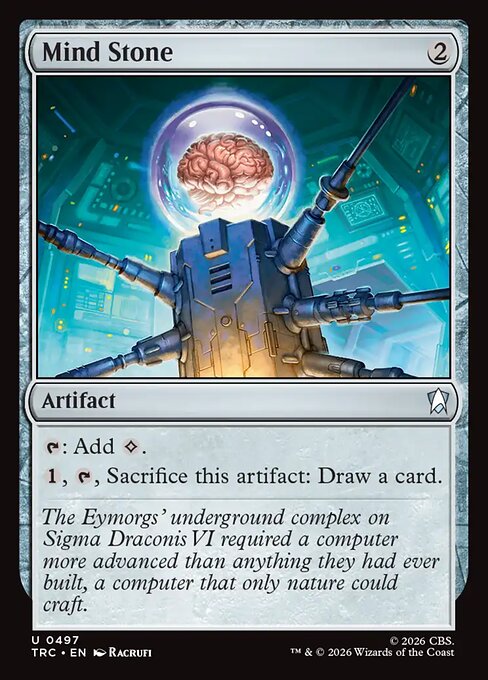 Mind Stone 2
Artifact
: Add .
1, , Sacrifice this artifact: Draw a card.
The Eymorgs' underground complex on
Sigma Draconis VI required a computer
more advanced than anything they had ever
built, a computer that only nature could
craft.
U 0497
TRC • EN Racrufi
© 2026 CBS.
™ & © 2026 Wizards of the Coast